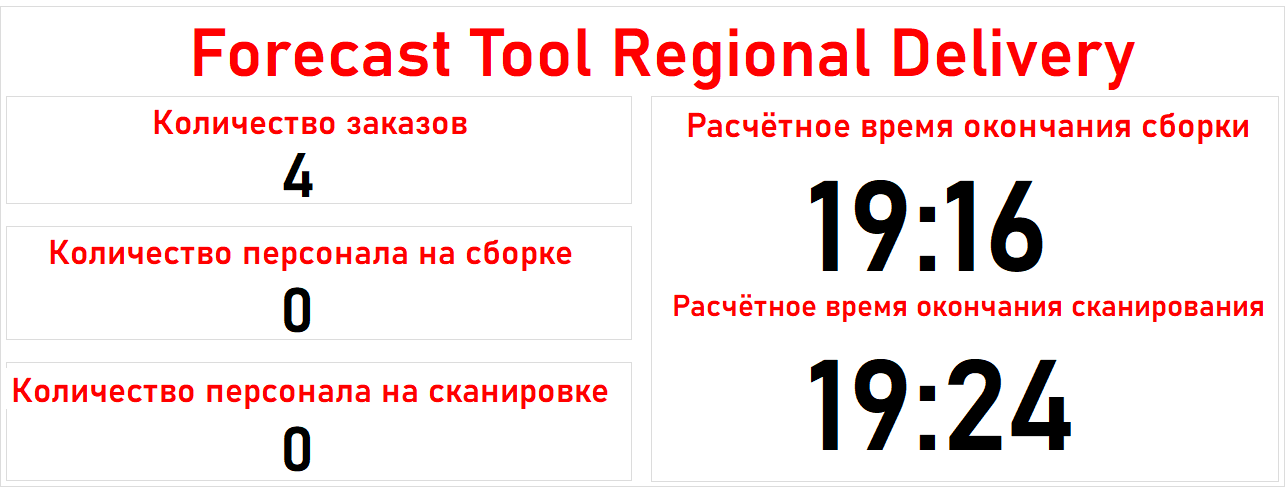 Forecast Tool Regional Delivery
Количество заказов
4
Количество персонала на сборке
0
Количество персонала на сканировке
0
Расчётное время окончания сборки
19:16
Расчётное время окончания сканирования
19:24